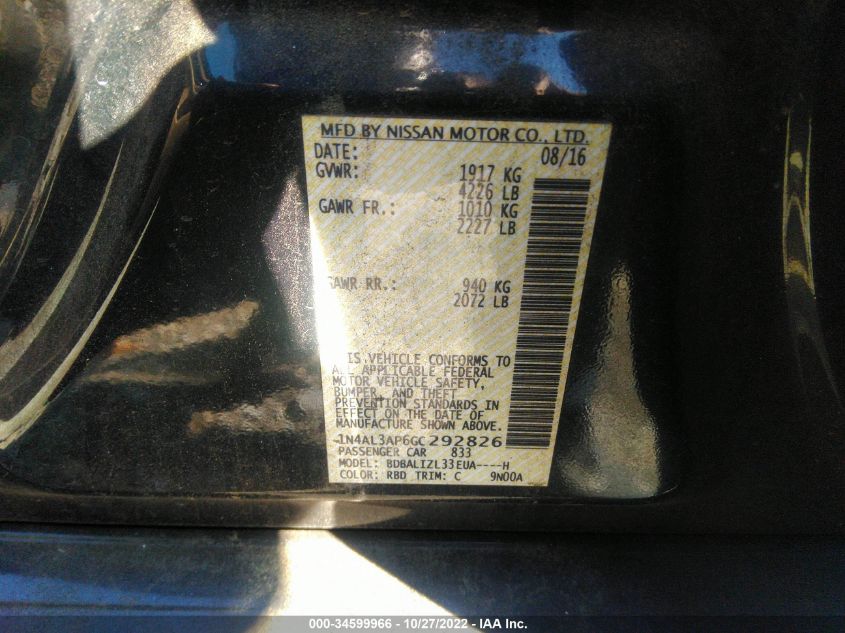 MFD BY NISSAN MOTOR CO., LTD.
DATE: 08/16
GVWR: 1917 KG
4226 LB
GAWR FR.: 1010 KG
2227 LB
GAWR RR.: 940 KG
2072 LB
THIS VEHICLE CONFORMS TO
ALL APPLICABLE FEDERAL
MOTOR VEHICLE SAFETY,
BUMPER, AND THEFT
PREVENTION STANDARDS IN
EFFECT ON THE DATE OF
MANUFACTURE SHOWN ABOVE.
1N4AL3AP6GC292826
PASSENGER CAR 833
MODEL: BDBALIZL33EUA----H
COLOR: RBD TRIM: C 9N00A
000-34599966 - 10/27/2022 - IAA Inc.